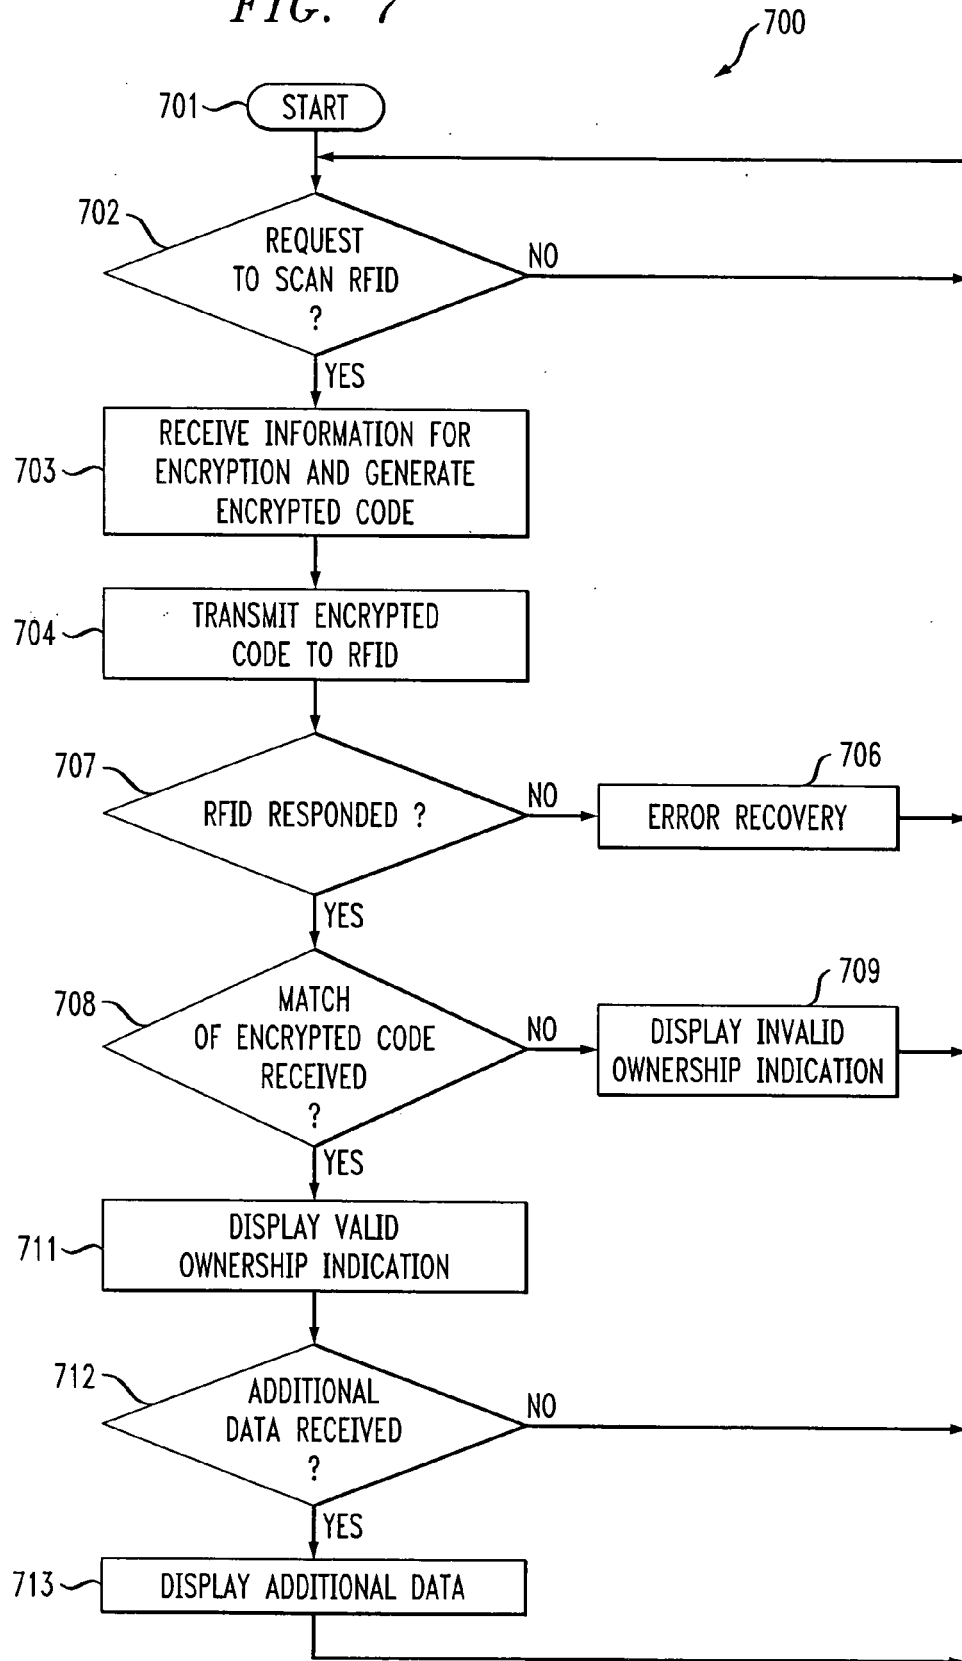 FIG. 7
700
701
START
702
REQUEST
TO SCAN RFID
?
NO
YES
703
RECEIVE INFORMATION FOR
ENCRYPTION AND GENERATE
ENCRYPTED CODE
704
TRANSMIT ENCRYPTED
CODE TO RFID
707
RFID RESPONDED ?
NO
706
ERROR RECOVERY
YES
708
MATCH
OF ENCRYPTED CODE
RECEIVED
?
NO
709
DISPLAY INVALID
OWNERSHIP INDICATION
YES
711
DISPLAY VALID
OWNERSHIP INDICATION
712
ADDITIONAL
DATA RECEIVED
?
NO
YES
713
DISPLAY ADDITIONAL DATA